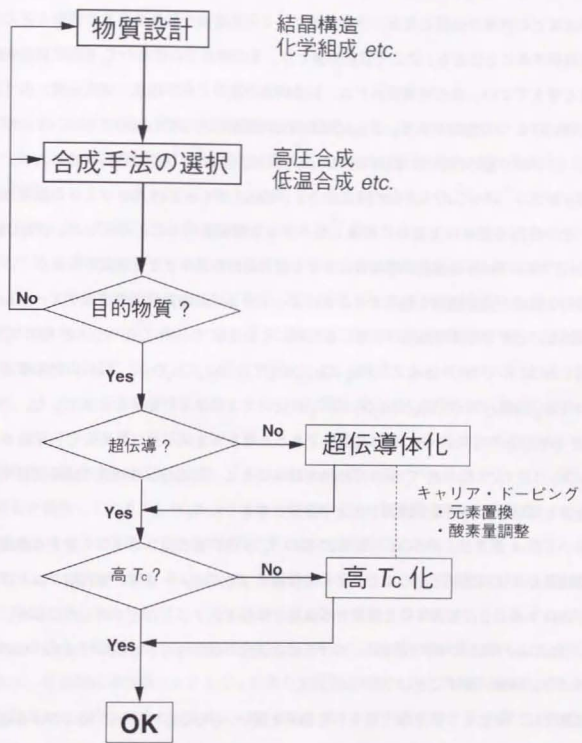 物質設計
結晶構造
化学組成 etc.
合成手法の選択
高圧合成
低温合成 etc.
No
目的物質？
Yes
超伝導？
No
超伝導体化
キャリア・ドーピング
・元素置換
・酸素量調整
Yes
高 Tc？
No
高 Tc 化
Yes
OK